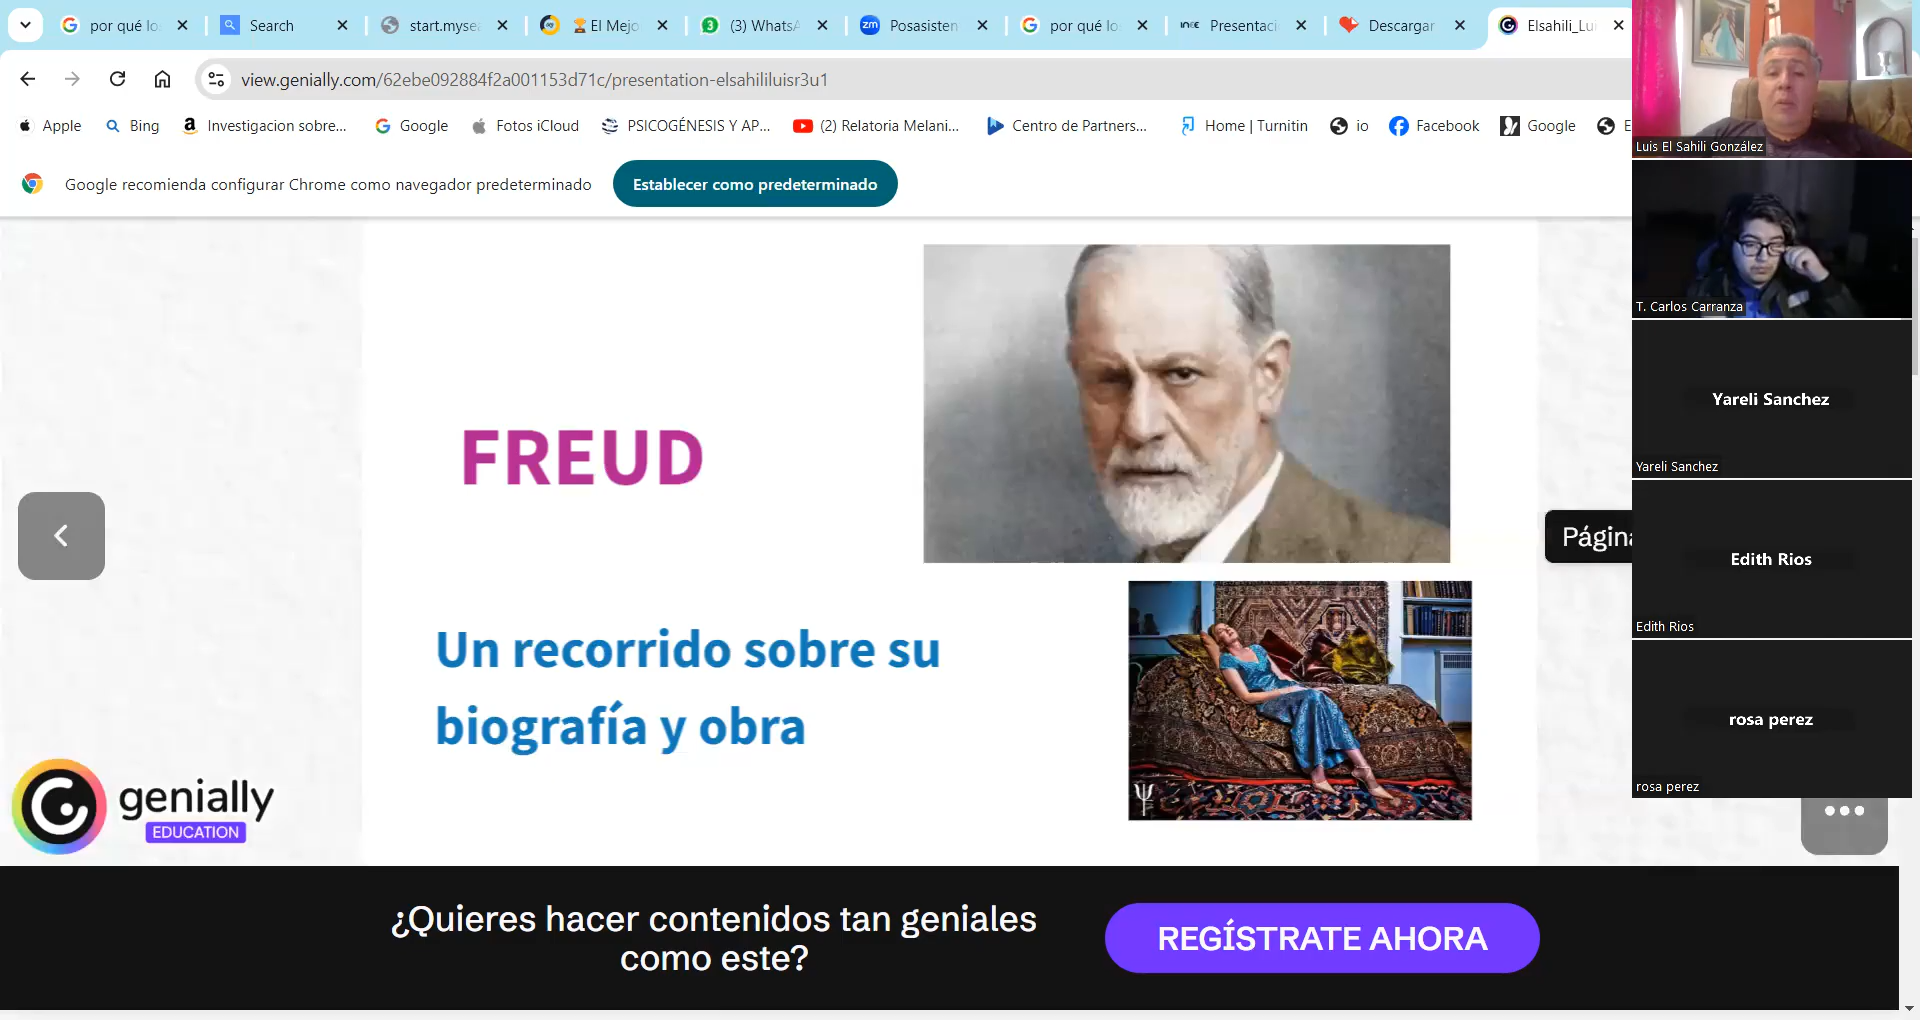 por qué lo
Search
start.mysea
El Mejo
(3) WhatsA
Posasisten
por qué lo
Presentaci
Descargar
Elsahili_Lui
view.genially.com/62ebe092884f2a001153d71c/presentation-elsahililuisr3u1
Apple
Bing
Investigacion sobre...
Google
Fotos iCloud
PSICOGÉNESIS Y AP...
(2) Relatoria Melani...
Centro de Partners...
Home | Turnitin
io
Facebook
Google
E
Google recomienda configurar Chrome como navegador predeterminado
Establecer como predeterminado
FREUD
Un recorrido sobre su
biografía y obra
Página
genially
EDUCATION
¿Quieres hacer contenidos tan geniales
como este?
REGÍSTRATE AHORA
Luis El Sahili González
T. Carlos Carranza
Yareli Sanchez
Yareli Sanchez
Edith Rios
Edith Rios
rosa perez
rosa perez